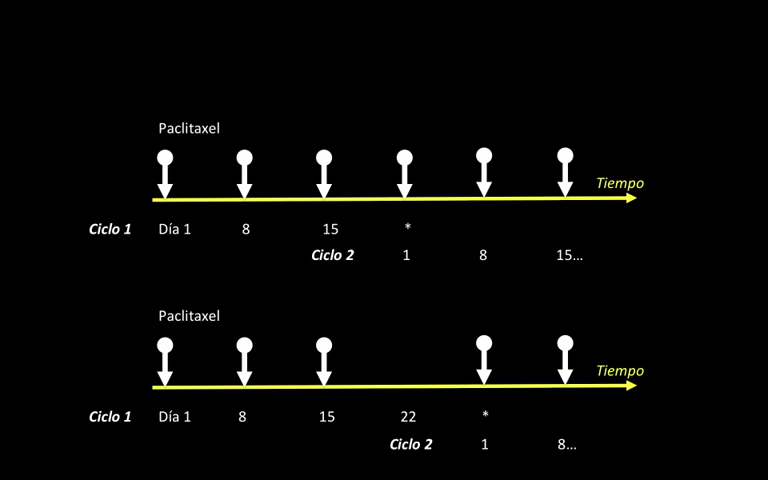 Paclitaxel
Tiempo
Ciclo 1 Día 1 8 15 *
Ciclo 2 1 8 15...
Paclitaxel
Tiempo
Ciclo 1 Día 1 8 15 22 *
Ciclo 2 1 8...